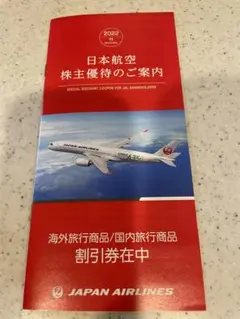 2022
日本航空
株主優待のご案内
SPECIAL DISCOUNT COUPON FOR JAL SHAREHOLDERS
海外旅行商品/国内旅行商品
割引券在中
JAPAN AIRLINES